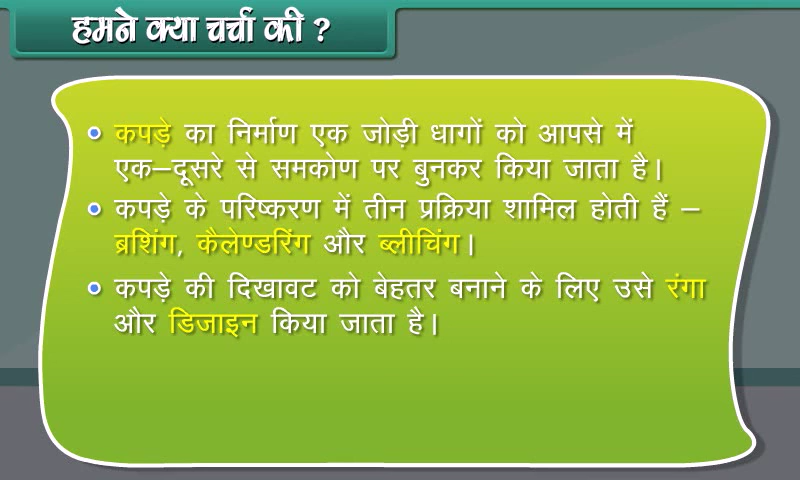 हमने क्या चर्चा की ?
कपड़े का निर्माण एक जोड़ी धागों को आपसे में
एक–दूसरे से समकोण पर बुनकर किया जाता है।
कपड़े के परिष्करण में तीन प्रक्रिया शामिल होती हैं –
ब्रशिंग, कैलेण्डरिंग और ब्लीचिंग।
कपड़े की दिखावट को बेहतर बनाने के लिए उसे रंगा
और डिजाइन किया जाता है।